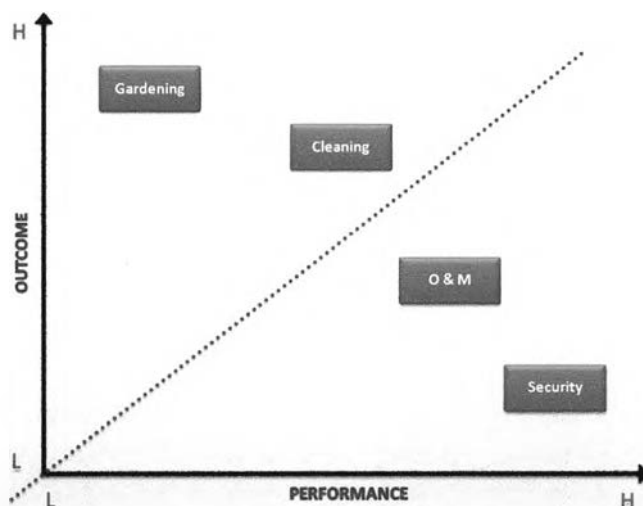 H
Gardening
Cleaning
OUTCOME
O & M
Security
L
L
PERFORMANCE
H